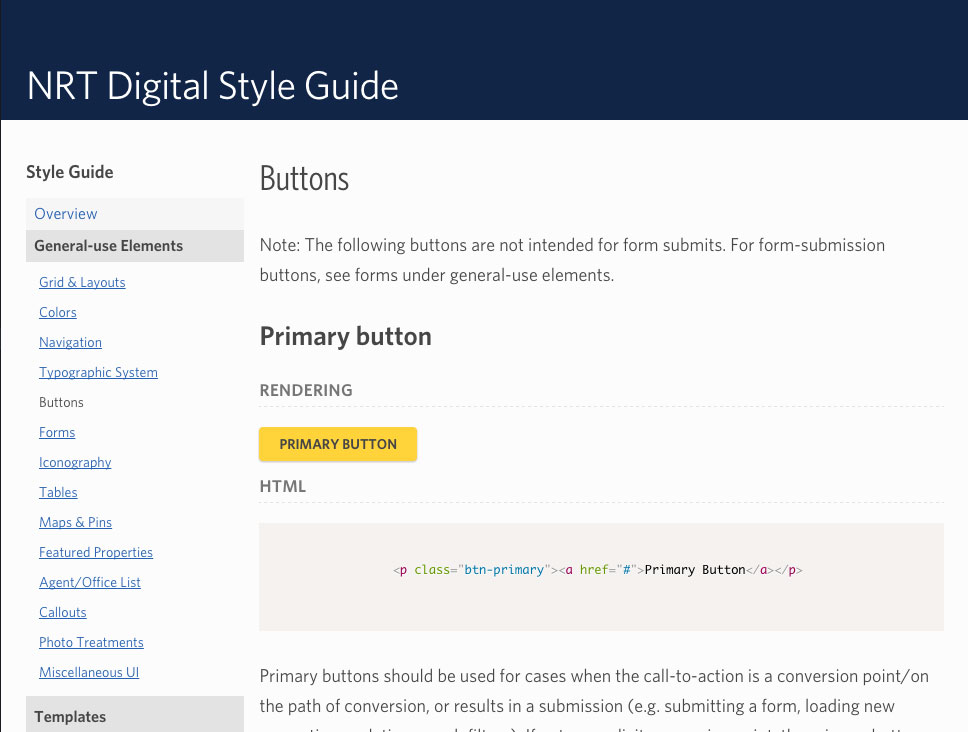 NRT Digital Style Guide
Style Guide
Overview
General-use Elements
Grid & Layouts
Colors
Navigation
Typographic System
Buttons
Forms
Iconography
Tables
Maps & Pins
Featured Properties
Agent/Office List
Callouts
Photo Treatments
Miscellaneous UI
Templates
Buttons
Note: The following buttons are not intended for form submits. For form-submission
buttons, see forms under general-use elements.
Primary button
RENDERING
PRIMARY BUTTON
HTML
<p class="btn-primary"><a href="#">Primary Button</a></p>
Primary buttons should be used for cases when the call-to-action is a conversion point/on
the path of conversion, or results in a submission (e.g. submitting a form, loading new